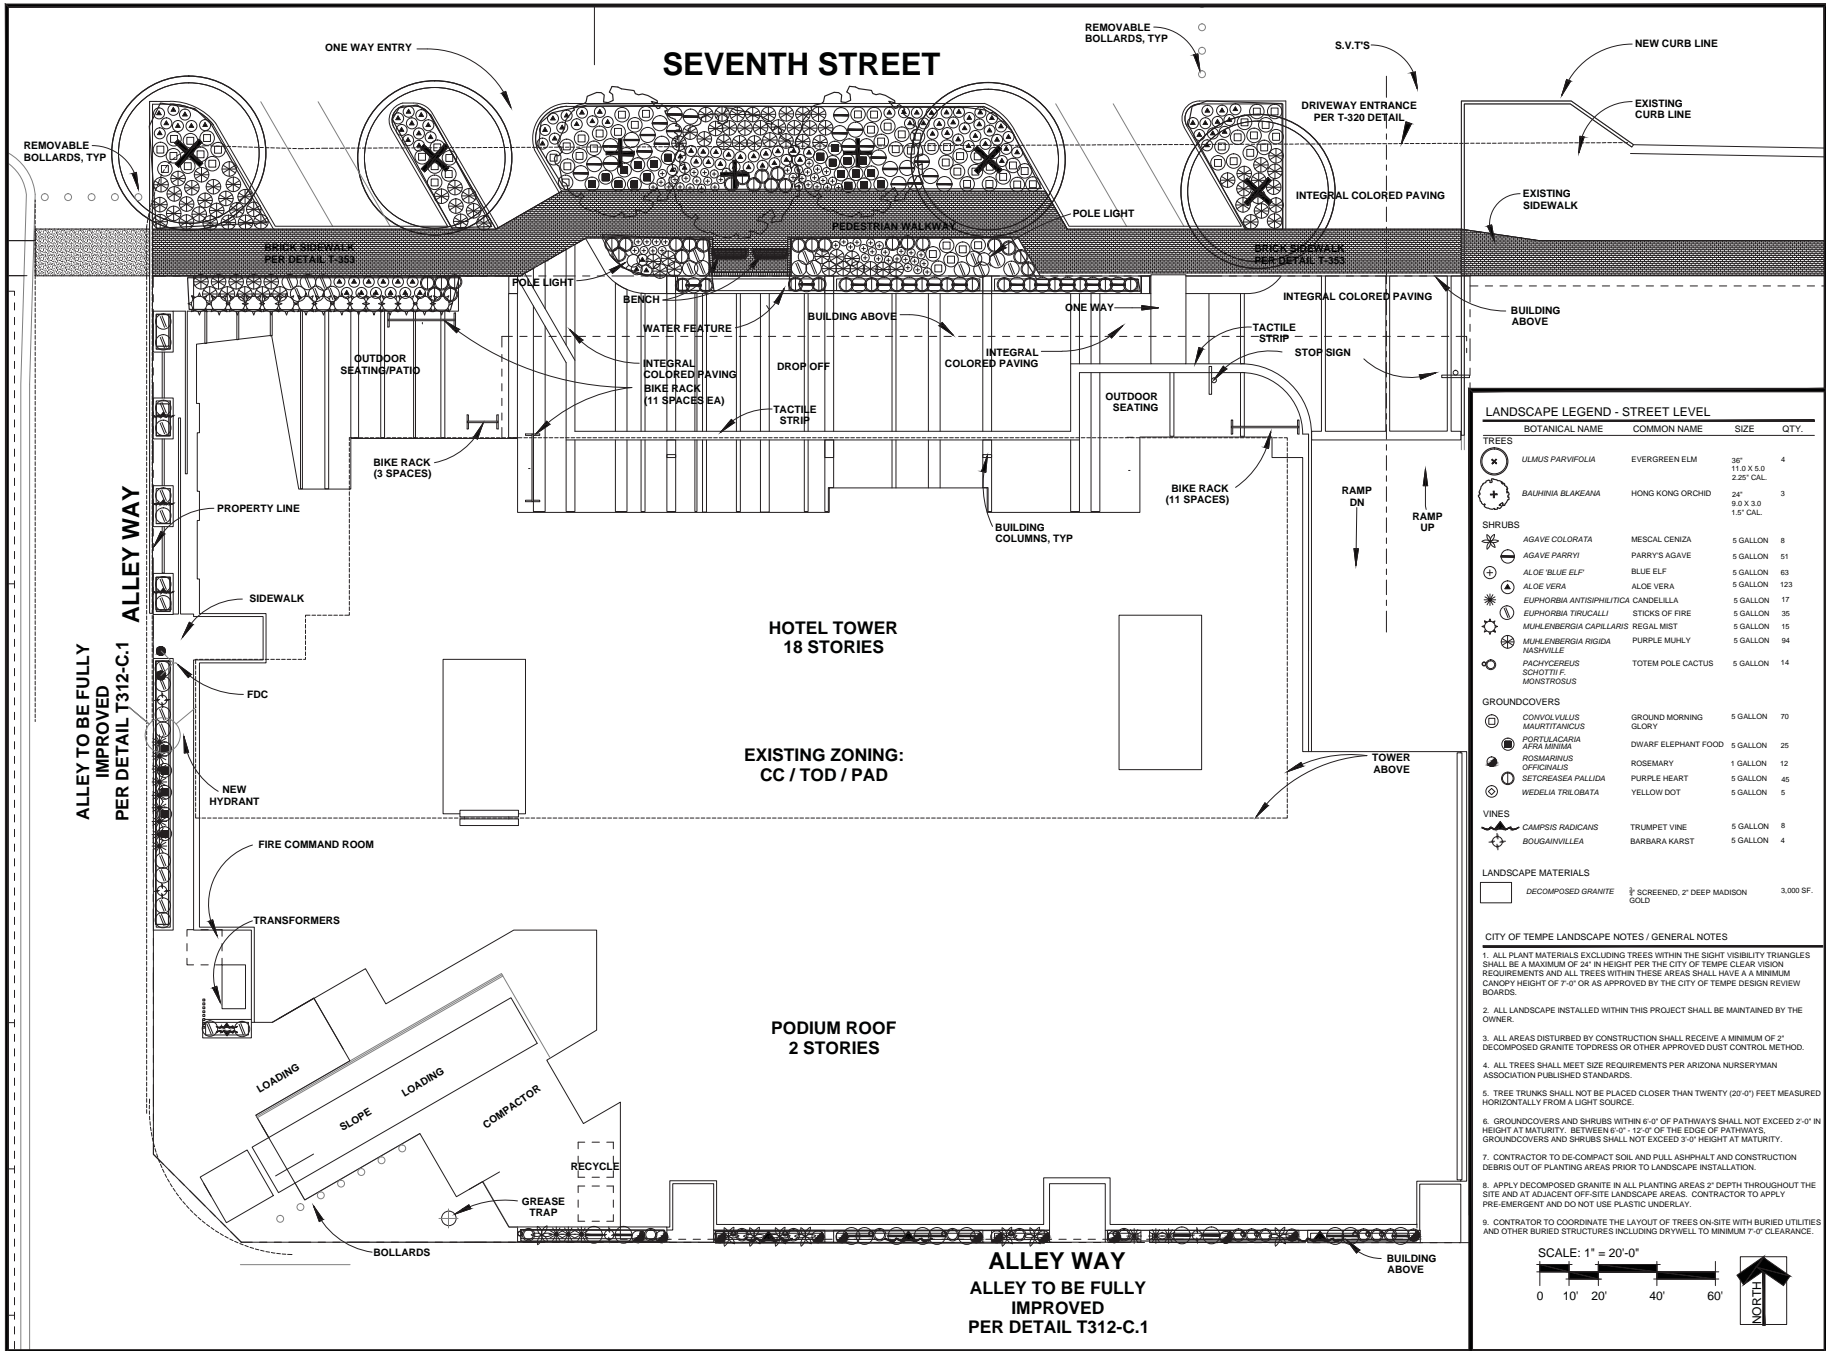 SEVENTH STREET
ONE WAY ENTRY
REMOVABLE
BOLLARDS, TYP
S.V.T'S
NEW CURB LINE
DRIVEWAY ENTRANCE
PER T-320 DETAIL
EXISTING
CURB LINE
REMOVABLE
BOLLARDS, TYP
INTEGRAL COLORED PAVING
EXISTING
SIDEWALK
POLE LIGHT
PEDESTRIAN WALKWAY
BRICK SIDEWALK
PER DETAIL T-353
BRICK SIDEWALK
PER DETAIL T-353
POLE LIGHT
BENCH
INTEGRAL COLORED PAVING
BUILDING
ABOVE
WATER FEATURE
BUILDING ABOVE
ONE WAY
TACTILE
STRIP
STOP SIGN
OUTDOOR
SEATING/PATIO
INTEGRAL
COLORED PAVING
DROP OFF
INTEGRAL
COLORED PAVING
BIKE RACK
(11 SPACES EA)
OUTDOOR
SEATING
TACTILE
STRIP
BIKE RACK
(3 SPACES)
BIKE RACK
(11 SPACES)
RAMP
DN
RAMP
UP
PROPERTY LINE
BUILDING
COLUMNS, TYP
ALLEY WAY
ALLEY TO BE FULLY
IMPROVED
PER DETAIL T312-C.1
SIDEWALK
HOTEL TOWER
18 STORIES
FDC
EXISTING ZONING:
CC / TOD / PAD
TOWER
ABOVE
NEW
HYDRANT
FIRE COMMAND ROOM
TRANSFORMERS
PODIUM ROOF
2 STORIES
LOADING
LOADING
SLOPE
COMPACTOR
RECYCLE
GREASE
TRAP
BOLLARDS
BUILDING
ABOVE
ALLEY WAY
ALLEY TO BE FULLY
IMPROVED
PER DETAIL T312-C.1
LANDSCAPE LEGEND - STREET LEVEL
BOTANICAL NAME COMMON NAME SIZE QTY.
TREES
ULMUS PARVIFOLIA EVERGREEN ELM 36" 4
11.0 X 5.0
2.25" CAL.
BAUHINIA BLAKEANA HONG KONG ORCHID 24" 3
9.0 X 3.0
1.5" CAL.
SHRUBS
AGAVE COLORATA MESCAL CENIZA 5 GALLON 8
AGAVE PARRYI PARRY'S AGAVE 5 GALLON 51
ALOE 'BLUE ELF' BLUE ELF 5 GALLON 63
ALOE VERA ALOE VERA 5 GALLON 123
EUPHORBIA ANTISIPHILITICA CANDELILLA 5 GALLON 17
EUPHORBIA TIRUCALLI STICKS OF FIRE 5 GALLON 35
MUHLENBERGIA CAPILLARIS REGAL MIST 5 GALLON 15
MUHLENBERGIA RIGIDA PURPLE MUHLY 5 GALLON 94
NASHVILLE
PACHYCEREUS TOTEM POLE CACTUS 5 GALLON 14
SCHOTTII F.
MONSTROSUS
GROUNDCOVERS
CONVOLVULUS GROUND MORNING 5 GALLON 70
MAURTITANICUS GLORY
PORTULACARIA
AFRA MINIMA DWARF ELEPHANT FOOD 5 GALLON 25
ROSMARINUS ROSEMARY 1 GALLON 12
OFFICINALIS
SETCREASEA PALLIDA PURPLE HEART 5 GALLON 45
WEDELIA TRILOBATA YELLOW DOT 5 GALLON 5
VINES
CAMPSIS RADICANS TRUMPET VINE 5 GALLON 8
BOUGAINVILLEA BARBARA KARST 5 GALLON 4
LANDSCAPE MATERIALS
DECOMPOSED GRANITE SCREENED, 2" DEEP MADISON 3,000 SF.
GOLD
CITY OF TEMPE LANDSCAPE NOTES / GENERAL NOTES
1. ALL PLANT MATERIALS EXCLUDING TREES WITHIN THE SIGHT VISIBILITY TRIANGLES
SHALL BE A MAXIMUM OF 24" IN HEIGHT PER THE CITY OF TEMPE CLEAR VISION
REQUIREMENTS AND ALL TREES WITHIN THESE AREAS SHALL HAVE A A MINIMUM
CANOPY HEIGHT OF 7'-0" OR AS APPROVED BY THE CITY OF TEMPE DESIGN REVIEW
BOARDS.
2. ALL LANDSCAPE INSTALLED WITHIN THIS PROJECT SHALL BE MAINTAINED BY THE
OWNER.
3. ALL AREAS DISTURBED BY CONSTRUCTION SHALL RECEIVE A MINIMUM OF 2"
DECOMPOSED GRANITE TOPDRESS OR OTHER APPROVED DUST CONTROL METHOD.
4. ALL TREES SHALL MEET SIZE REQUIREMENTS PER ARIZONA NURSERYMAN
ASSOCIATION PUBLISHED STANDARDS.
5. TREE TRUNKS SHALL NOT BE PLACED CLOSER THAN TWENTY (20'-0") FEET MEASURED
HORIZONTALLY FROM A LIGHT SOURCE.
6. GROUNDCOVERS AND SHRUBS WITHIN 6'-0" OF PATHWAYS SHALL NOT EXCEED 2'-0" IN
HEIGHT AT MATURITY. BETWEEN 6'-0" - 12'-0" OF THE EDGE OF PATHWAYS,
GROUNDCOVERS AND SHRUBS SHALL NOT EXCEED 3'-0" HEIGHT AT MATURITY.
7. CONTRACTOR TO DE-COMPACT SOIL AND PULL ASHPHALT AND CONSTRUCTION
DEBRIS OUT OF PLANTING AREAS PRIOR TO LANDSCAPE INSTALLATION.
8. APPLY DECOMPOSED GRANITE IN ALL PLANTING AREAS 2" DEPTH THROUGHOUT THE
SITE AND AT ADJACENT OFF-SITE LANDSCAPE AREAS. CONTRACTOR TO APPLY
PRE-EMERGENT AND DO NOT USE PLASTIC UNDERLAY.
9. CONTRATOR TO COORDINATE THE LAYOUT OF TREES ON-SITE WITH BURIED UTILITIES
AND OTHER BURIED STRUCTURES INCLUDING DRYWELL TO MINIMUM 7'-0" CLEARANCE.
SCALE: 1" = 20'-0"
0 10' 20' 40' 60'
NORTH